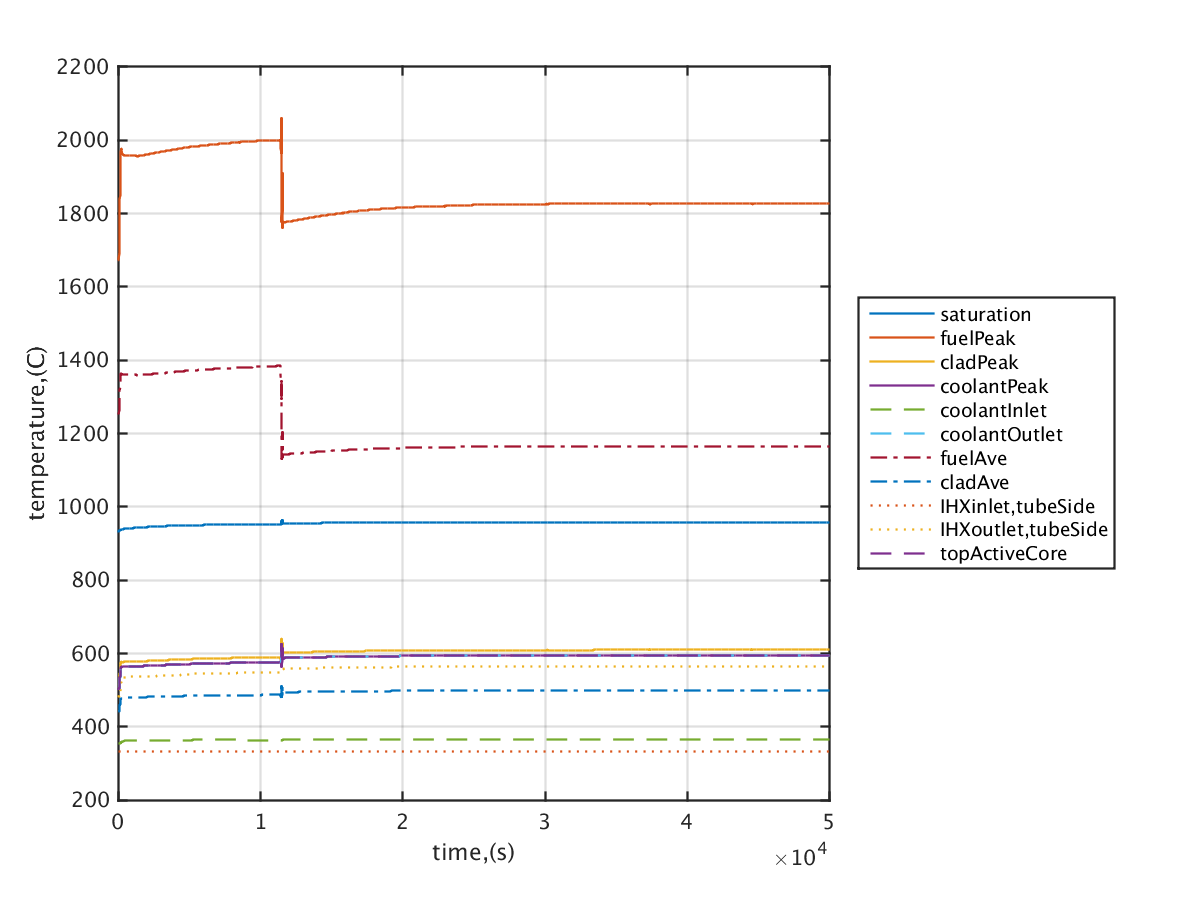 2200
2000
1800
1600
1400
1200
1000
800
600
400
200
temperature,(C)
0
1
2
3
4
5
time,(s)
×10^4
saturation
fuelPeak
cladPeak
coolantPeak
coolantInlet
coolantOutlet
fuelAve
cladAve
IHXinlet,tubeSide
IHXoutlet,tubeSide
topActiveCore